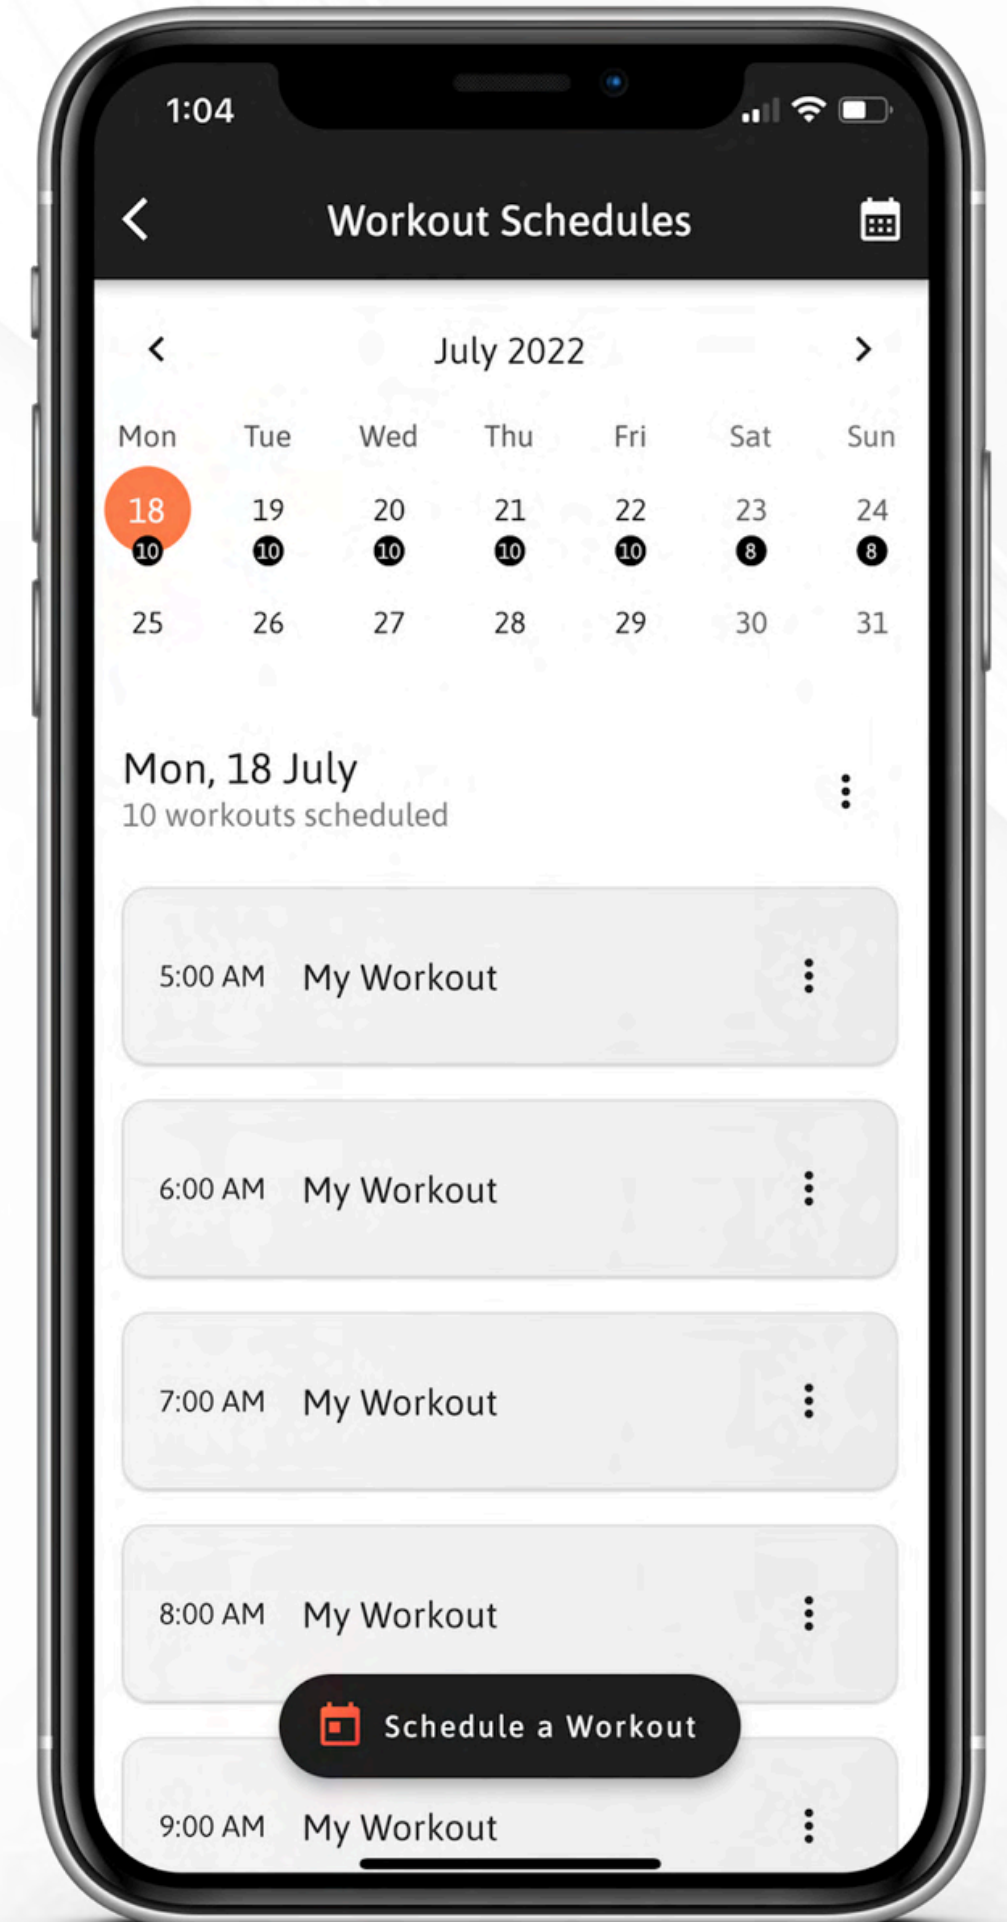 1:04
Workout Schedules
July 2022
Mon Tue Wed Thu Fri Sat Sun
18 19 20 21 22 23 24
10 10 10 10 10 8 8
25 26 27 28 29 30 31
Mon, 18 July
10 workouts scheduled
5:00 AM My Workout
6:00 AM My Workout
7:00 AM My Workout
8:00 AM My Workout
Schedule a Workout
9:00 AM My Workout